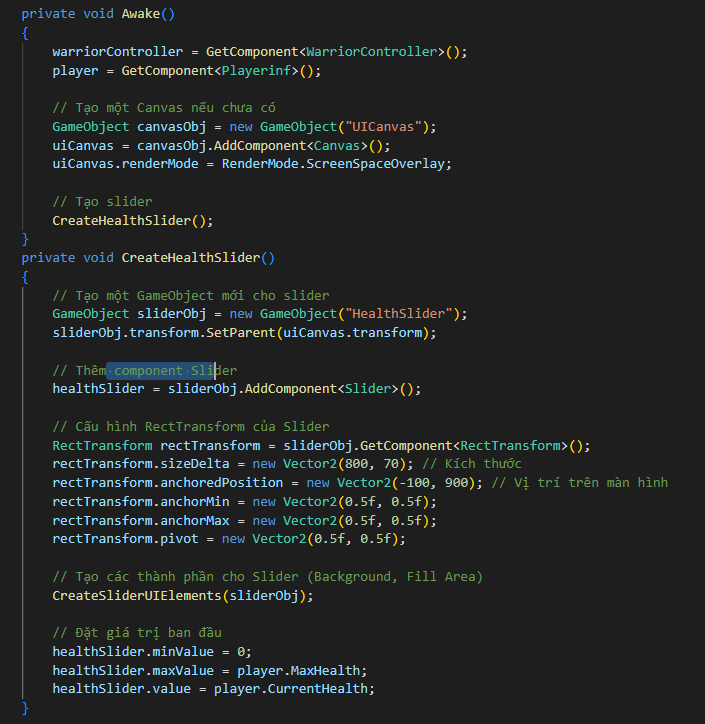 private void Awake()
{
warriorController = GetComponent<WarriorController>();
player = GetComponent<Playerinf>();
// Tạo một Canvas nếu chưa có
GameObject canvasObj = new GameObject("UICanvas");
uiCanvas = canvasObj.AddComponent<Canvas>();
uiCanvas.renderMode = RenderMode.ScreenSpaceOverlay;
// Tạo slider
CreateHealthSlider();
}
private void CreateHealthSlider()
{
// Tạo một GameObject mới cho slider
GameObject sliderObj = new GameObject("HealthSlider");
sliderObj.transform.SetParent(uiCanvas.transform);
// Thêm component Slider
healthSlider = sliderObj.AddComponent<Slider>();
// Cấu hình RectTransform của Slider
RectTransform rectTransform = sliderObj.GetComponent<RectTransform>();
rectTransform.sizeDelta = new Vector2(800, 70); // Kích thước
rectTransform.anchoredPosition = new Vector2(-100, 900); // Vị trí trên màn hình
rectTransform.anchorMin = new Vector2(0.5f, 0.5f);
rectTransform.anchorMax = new Vector2(0.5f, 0.5f);
rectTransform.pivot = new Vector2(0.5f, 0.5f);
// Tạo các thành phần cho Slider (Background, Fill Area)
CreateSliderUIElements(sliderObj);
// Đặt giá trị ban đầu
healthSlider.minValue = 0;
healthSlider.maxValue = player.MaxHealth;
healthSlider.value = player.CurrentHealth;
}